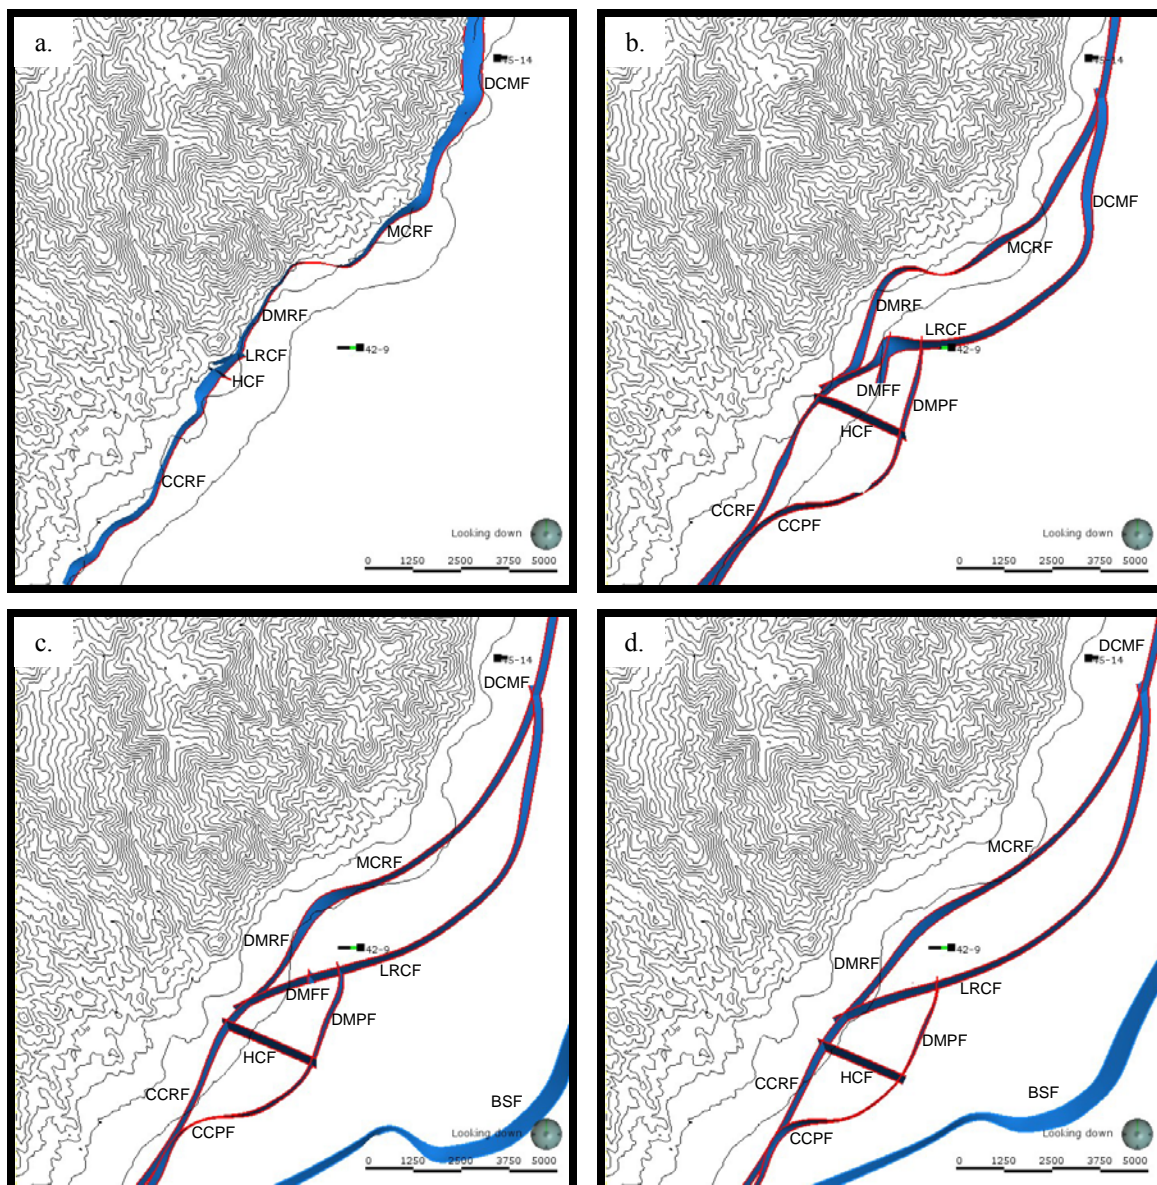 a.
75-14
DCMF
MCRF
DMRF
42-9
LRCF
HCF
CCRF
Looking down
0 1250 2500 3750 5000
b.
75-14
DCMF
MCRF
DMRF
LRCF
42-9
DMFF
DMPF
HCF
CCRF
CCPF
Looking down
0 1250 2500 3750 5000
c.
75-14
DCMF
MCRF
DMRF
42-9
LRCF
DMFF
DMPF
HCF
CCRF
BSF
CCPF
Looking down
0 1250 2500 3750 5000
d.
DCMF
75-14
MCRF
42-9
DMRF
LRCF
DMPF
HCF
CCRF
BSF
CCPF
Looking down
0 1250 2500 3750 5000